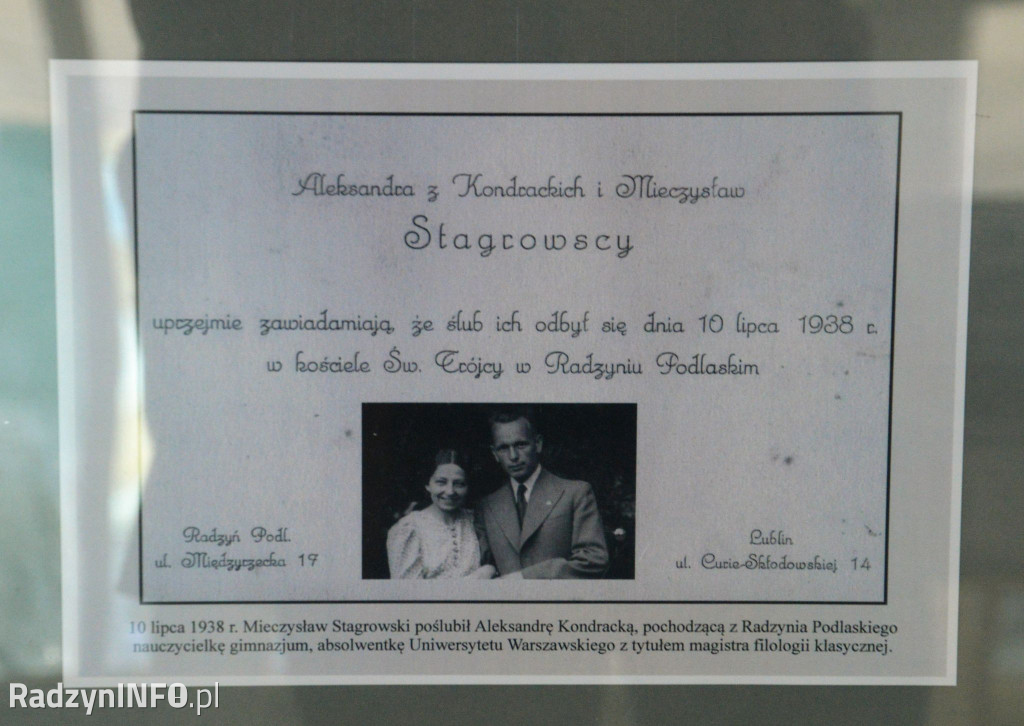 Aleksandra z Kondrackich i Mieczysław
Stagrowscy
uprzejmie zawiadamiają, że ślub ich odbył się dnia 10 lipca 1938 r.
w kościele Św. Trójcy w Radzyniu Podlaskim
Radzyń Podl.
ul. Międzyrzecka 17
Lublin
ul. Curie-Skłodowskiej 14
10 lipca 1938 r. Mieczysław Stagrowski poślubił Aleksandrę Kondracką, pochodzącą z Radzynia Podlaskiego
nauczycielkę gimnazjum, absolwentkę Uniwersytetu Warszawskiego z tytułem magistra filologii klasycznej.
RadzynINFO.pl